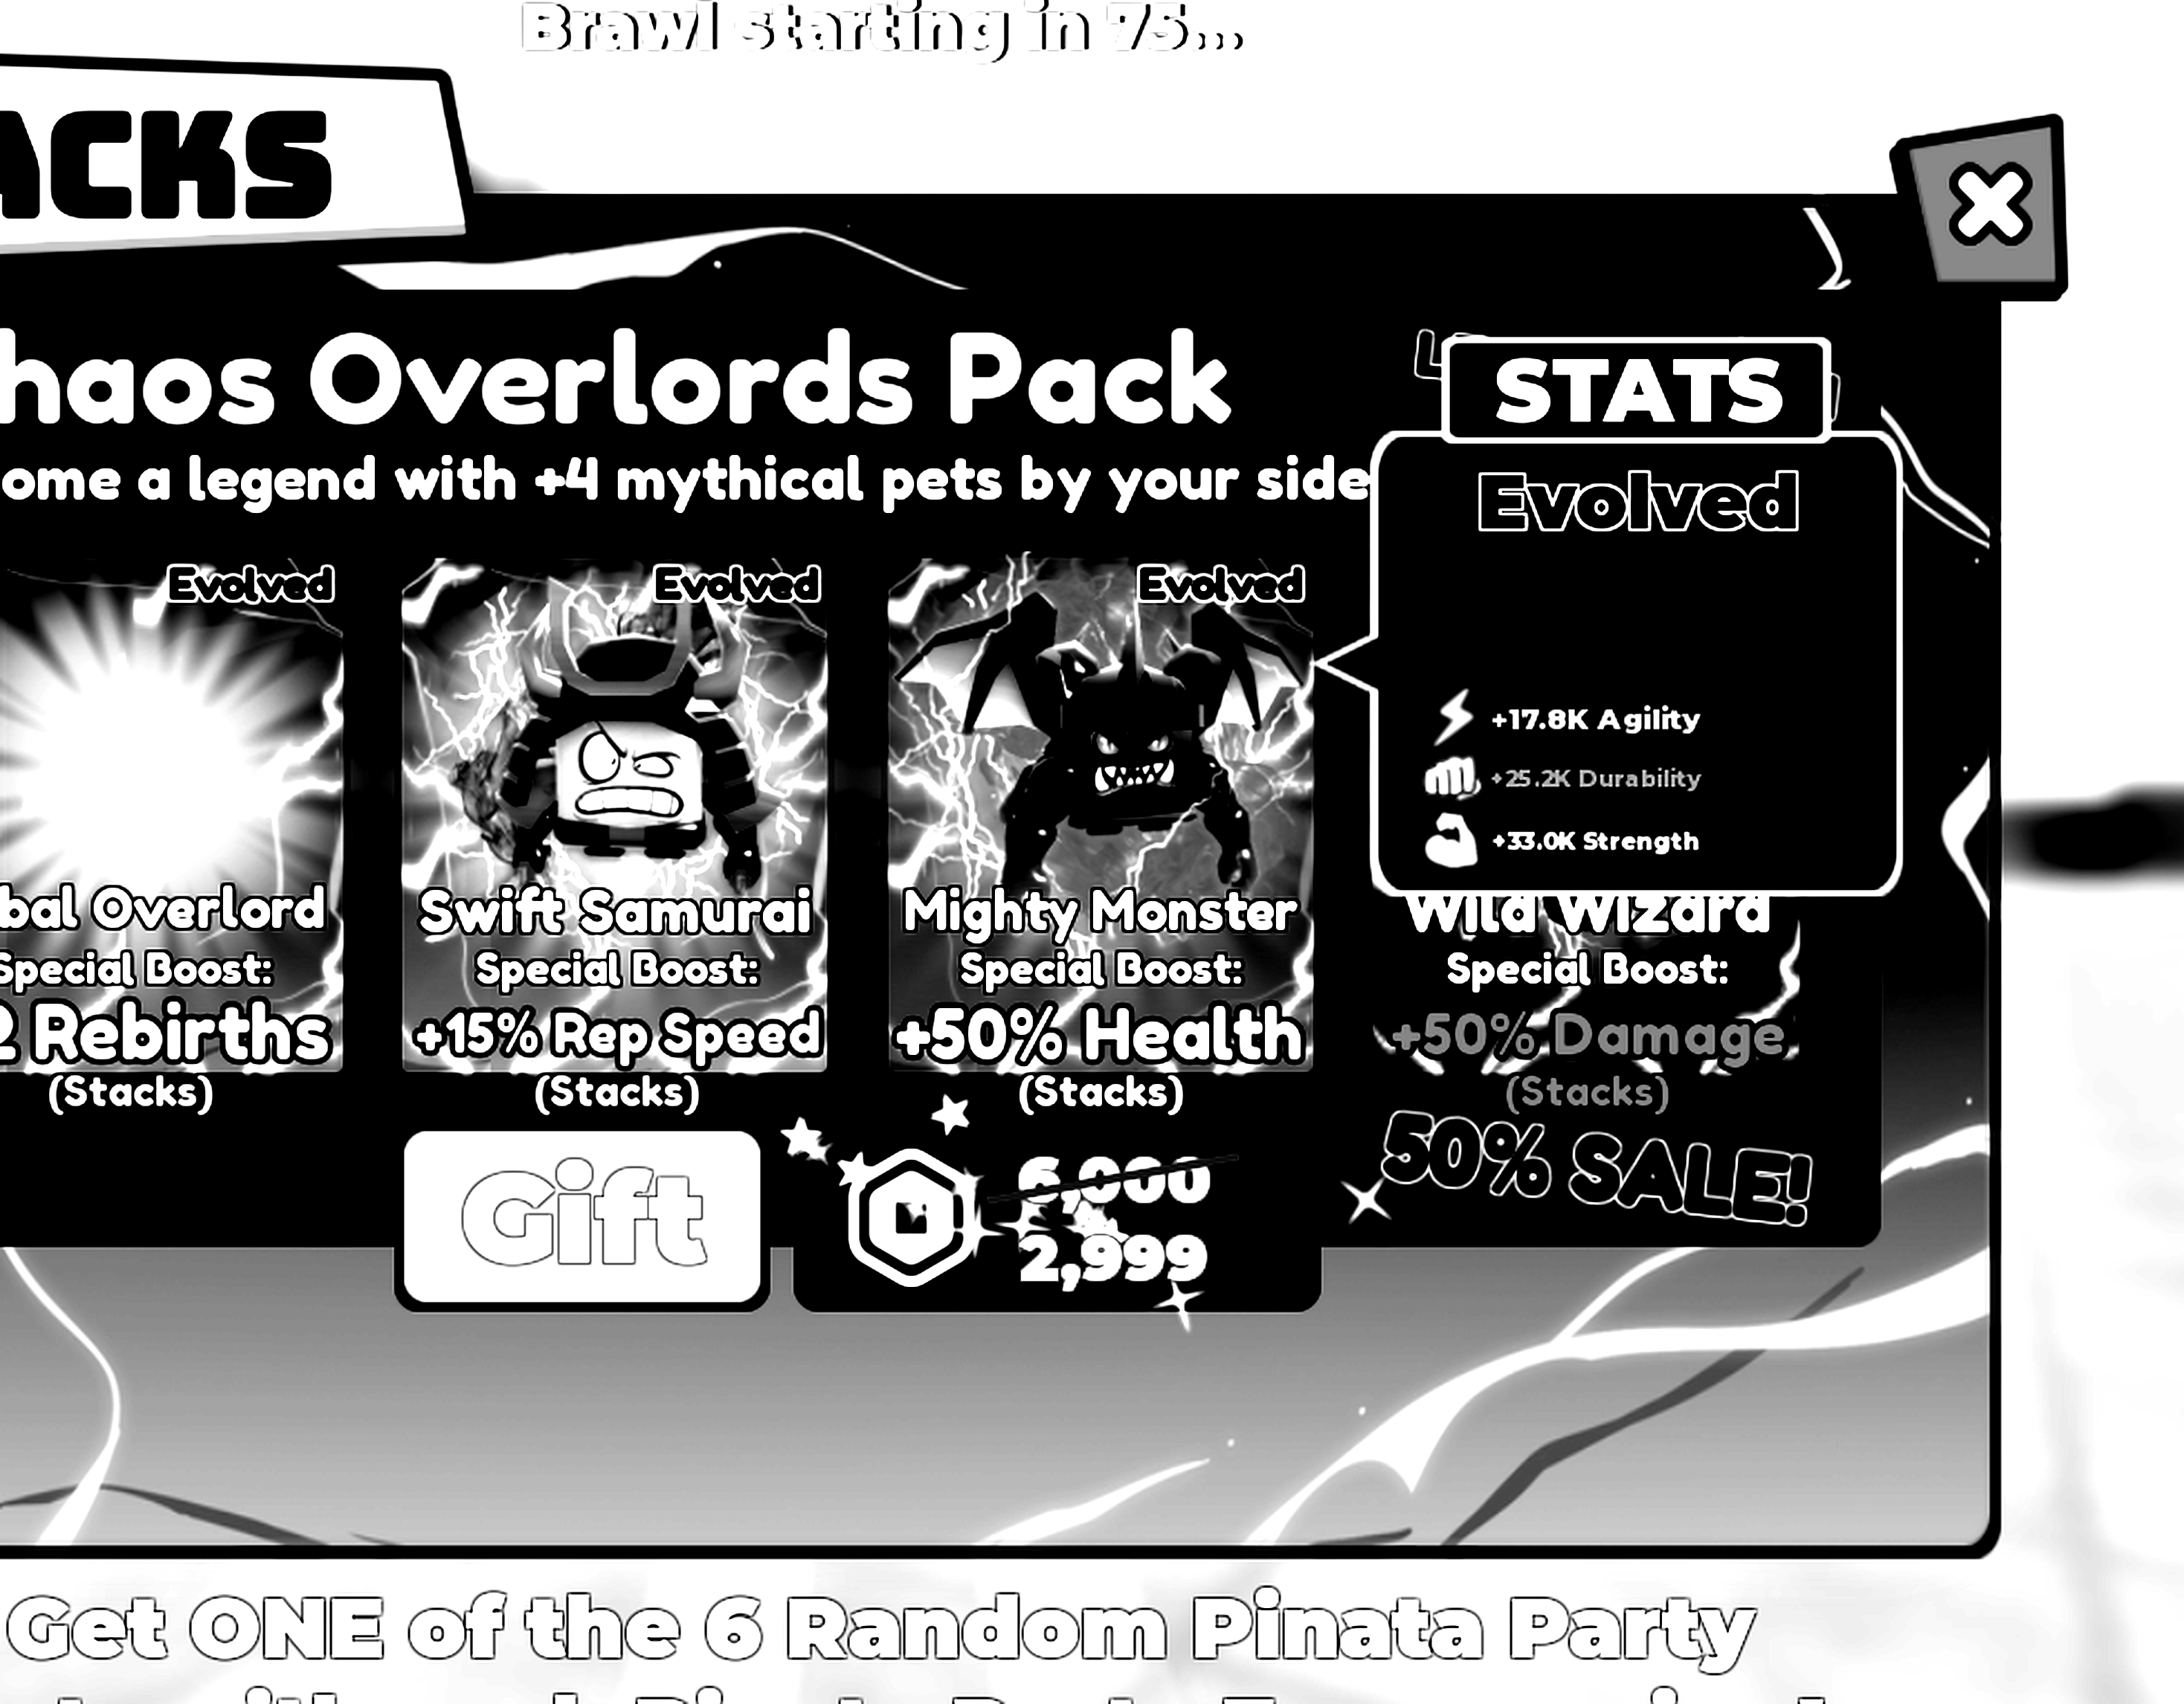 Brawl starting in 75...
ACKS
haos Overlords Pack
ome a legend with +4 mythical pets by your side
STATS
Evolved
+17.8K Agility
+25.2K Durability
+33.0K Strength
Evolved
bal Overlord
Special Boost:
2 Rebirths
(Stacks)
Evolved
Swift Samurai
Special Boost:
+15% Rep Speed
(Stacks)
Evolved
Mighty Monster
Special Boost:
+50% Health
(Stacks)
Wild Wizard
Special Boost:
+50% Damage
(Stacks)
Gift
6,000
2,999
50% SALE!
Get ONE of the 6 Random Pinata Party